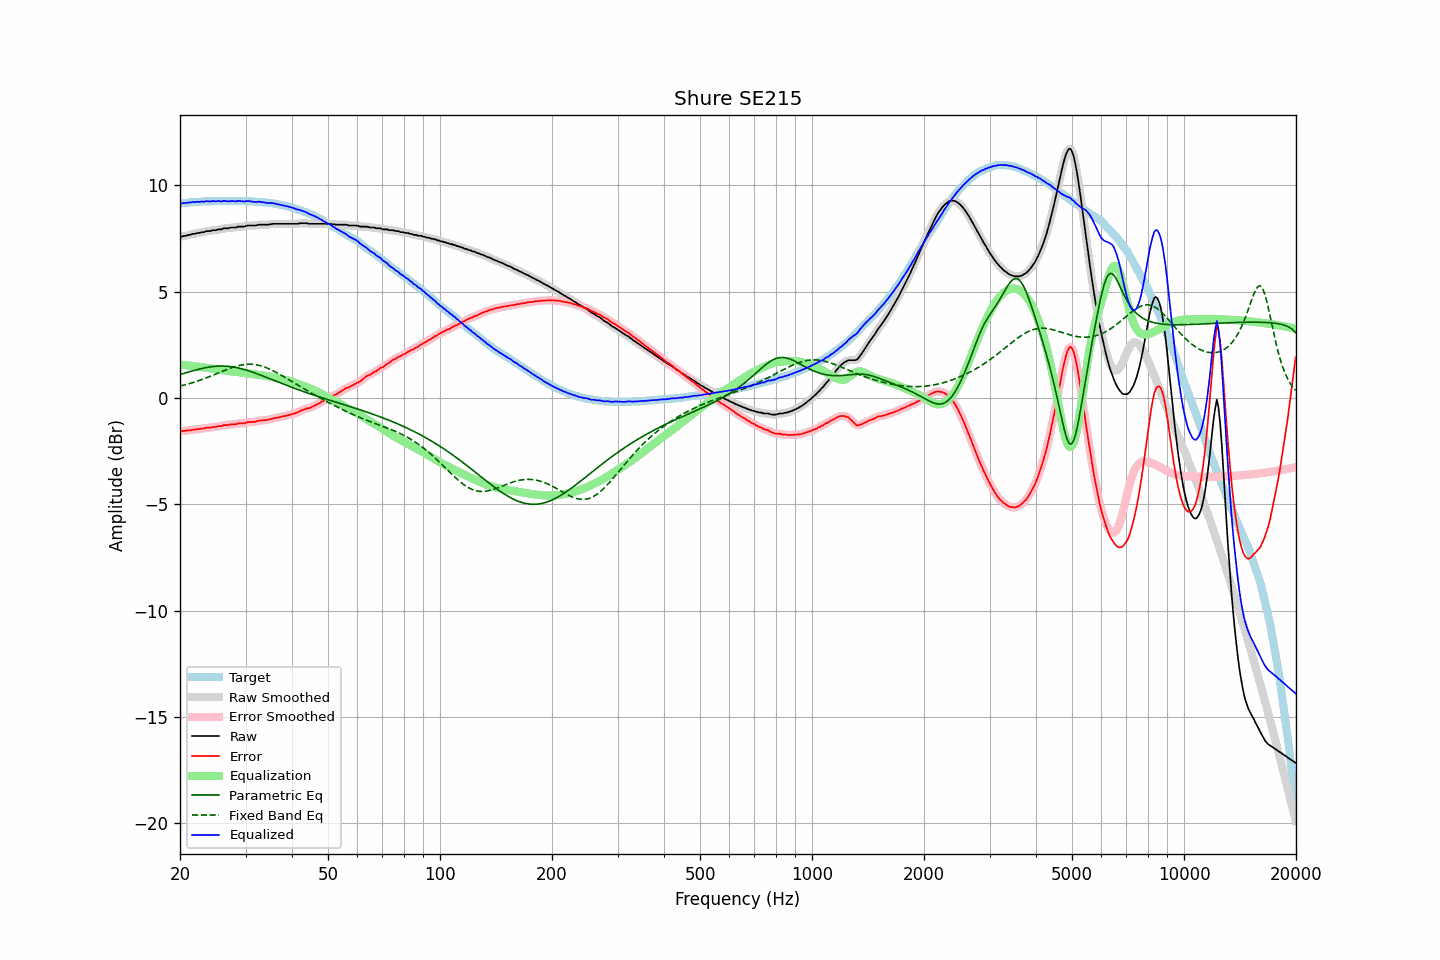 Shure SE215
Amplitude (dBr)
10
5
0
−5
−10
−15
−20
Target
Raw Smoothed
Error Smoothed
Raw
Error
Equalization
Parametric Eq
Fixed Band Eq
Equalized
20 50 100 200 500 1000 2000 5000 10000 20000
Frequency (Hz)